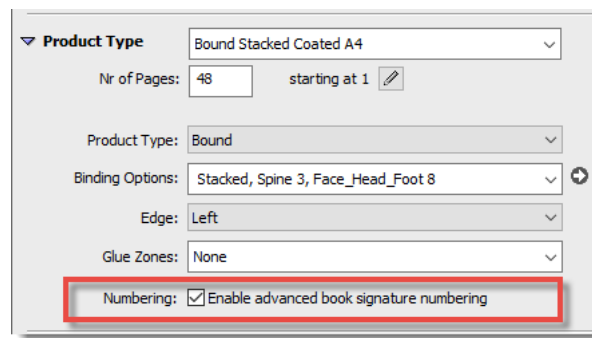 Product Type Bound Stacked Coated A4
Nr of Pages: 48 starting at 1
Product Type: Bound
Binding Options: Stacked, Spine 3, Face_Head_Foot 8
Edge: Left
Glue Zones: None
Numbering: Enable advanced book signature numbering